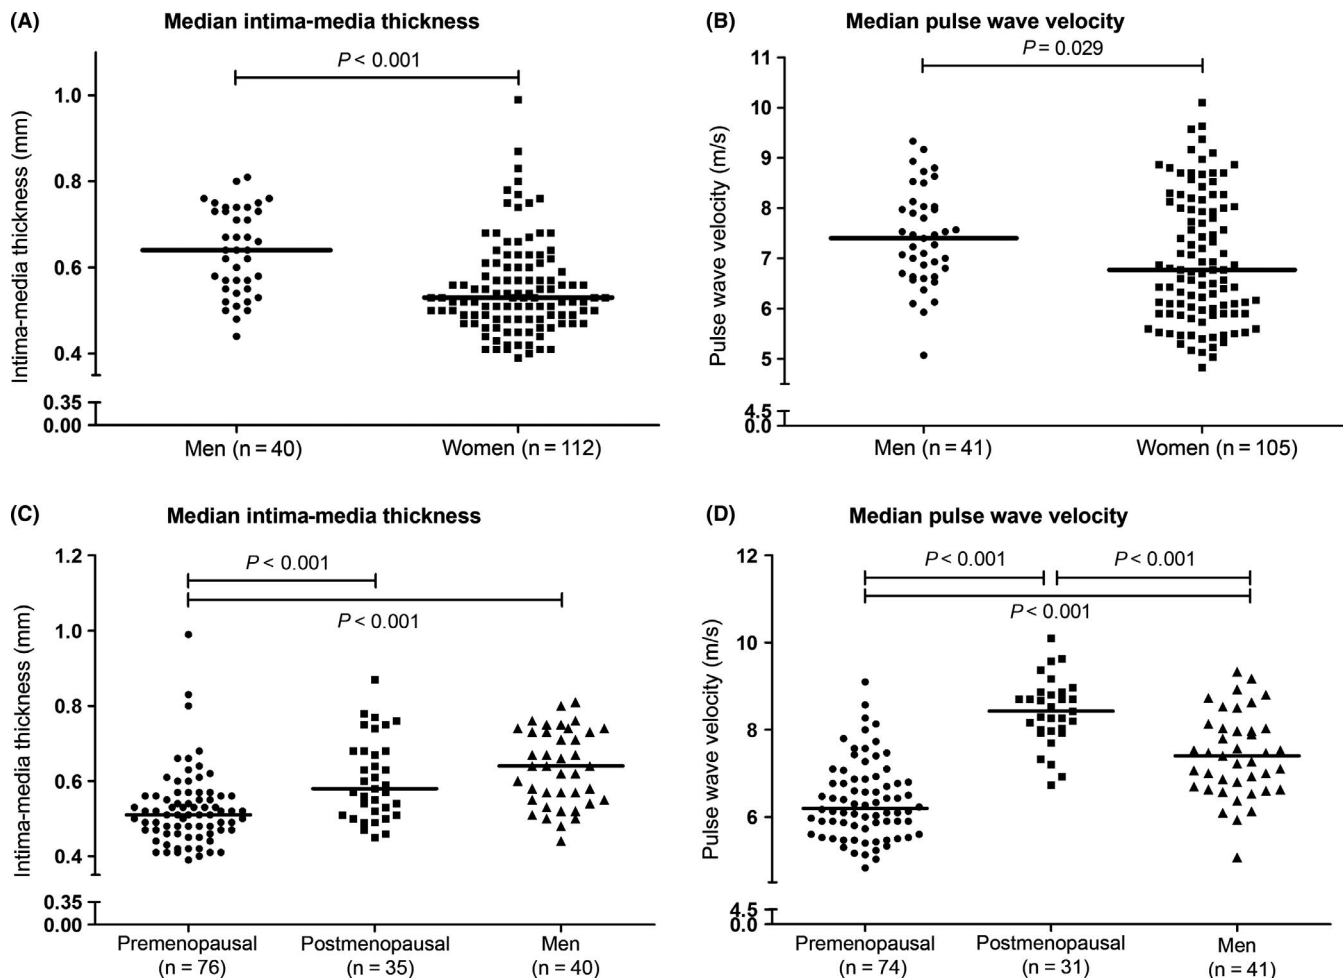 (A) Median intima-media thickness
P < 0.001
Intima-media thickness (mm)
1.0
0.8
0.6
0.4
0.35
0.00
Men (n = 40) Women (n = 112)
(B) Median pulse wave velocity
P = 0.029
Pulse wave velocity (m/s)
11
10
9
8
7
6
5
4.5
0.0
Men (n = 41) Women (n = 105)
(C) Median intima-media thickness
P < 0.001
P < 0.001
Intima-media thickness (mm)
1.2
1.0
0.8
0.6
0.4
0.35
0.00
Premenopausal Postmenopausal Men
(n = 76) (n = 35) (n = 40)
(D) Median pulse wave velocity
P < 0.001 P < 0.001
P < 0.001
Pulse wave velocity (m/s)
12
10
8
6
4.5
0.0
Premenopausal Postmenopausal Men
(n = 74) (n = 31) (n = 41)